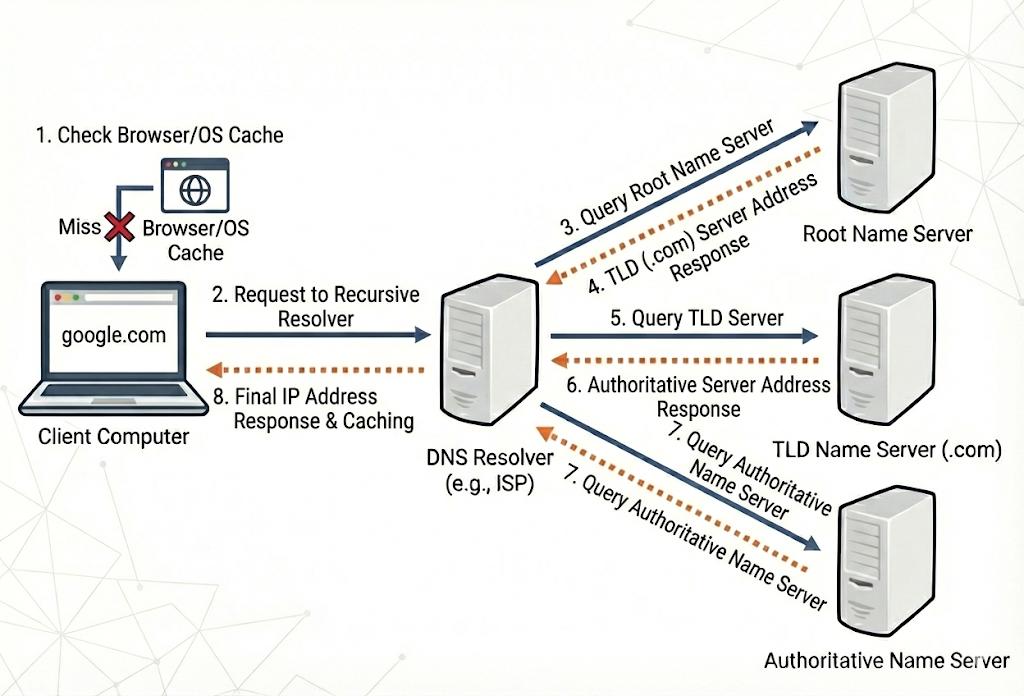 1. Check Browser/OS Cache
Miss
Browser/OS
Cache
google.com
Client Computer
2. Request to Recursive
Resolver
8. Final IP Address
Response & Caching
DNS Resolver
(e.g., ISP)
3. Query Root Name Server
4. TLD (.com) Server Address
Response
Root Name Server
5. Query TLD Server
6. Authoritative Server Address
Response
TLD Name Server (.com)
7. Query Authoritative
Name Server
7. Query Authoritative Name Server
Authoritative Name Server